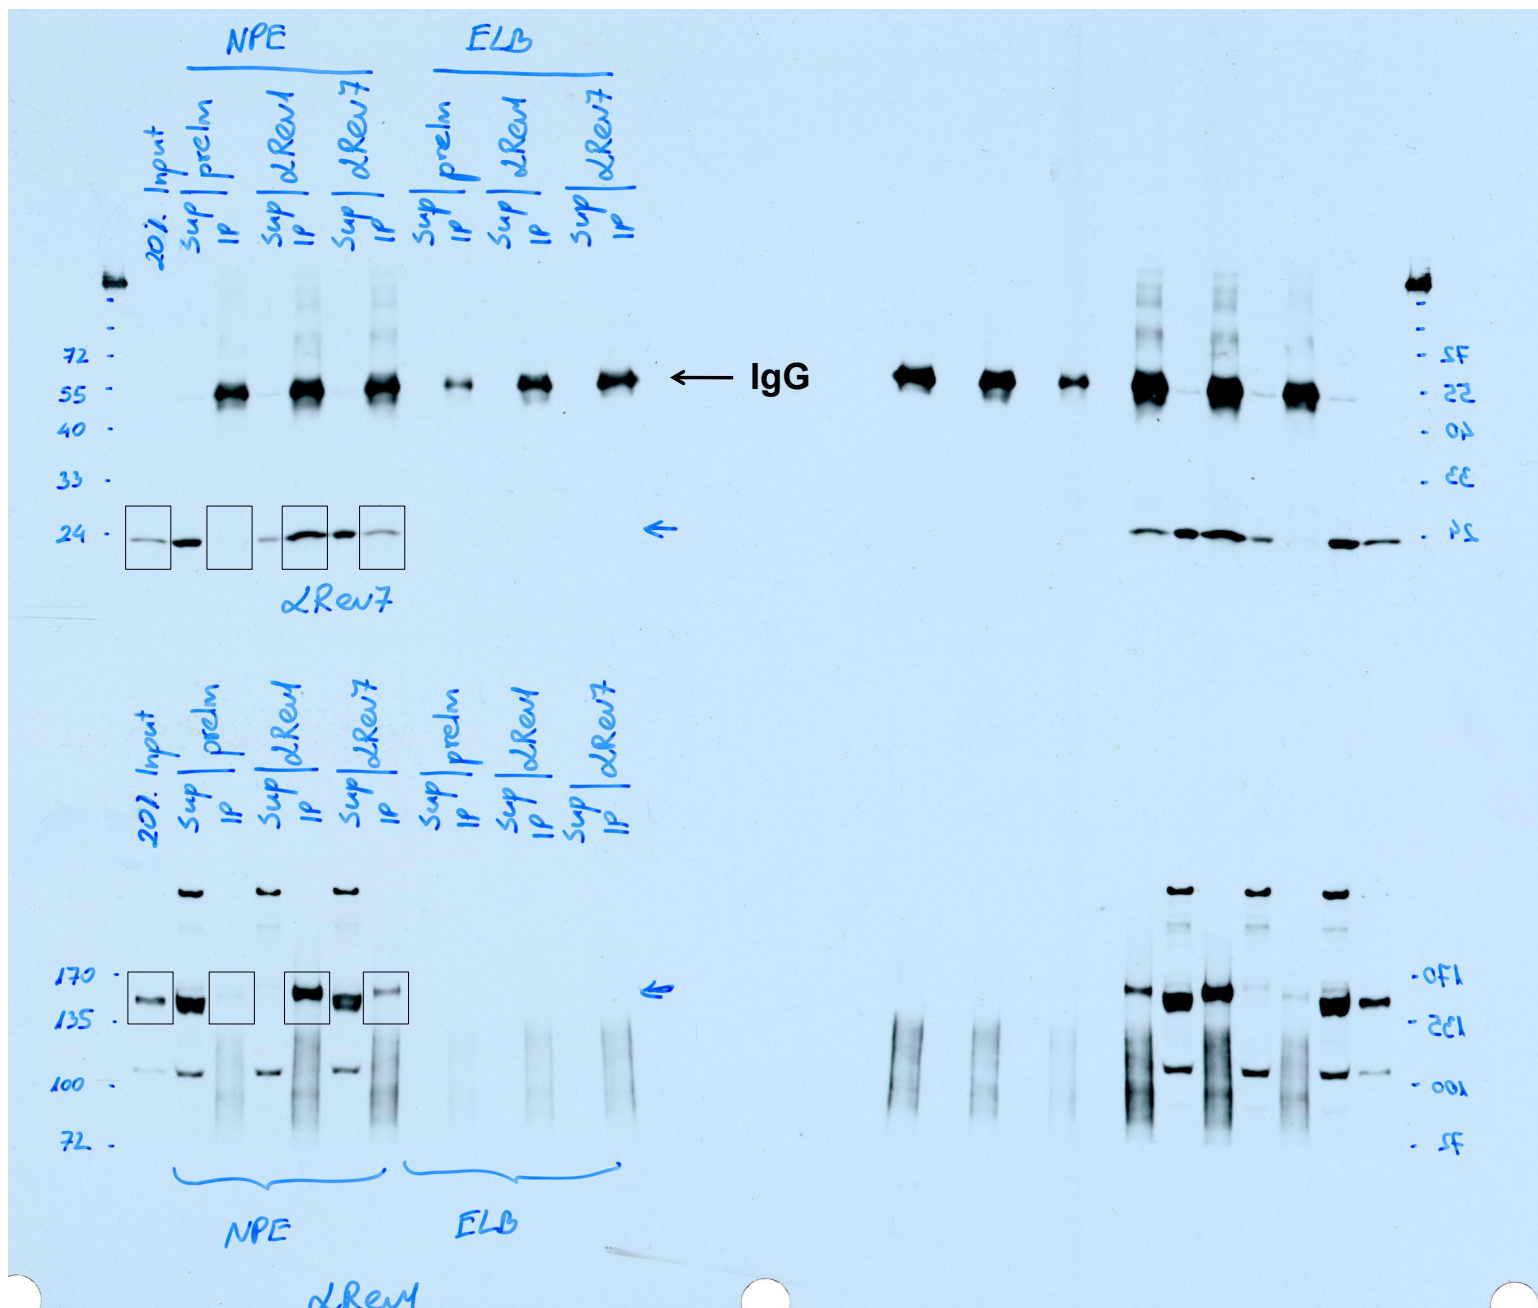 NPE ELB
20% Input Sup IP preIm Sup IP αRev1 Sup IP αRev7 Sup IP preIm Sup IP αRev1 Sup IP αRev7
72 72
55 IgG 55
40 40
33 33
24 24
αRev7
20% Input Sup IP preIm Sup IP αRev1 Sup IP αRev7 Sup IP preIm Sup IP αRev1 Sup IP αRev7
170 170
135 135
100 100
72 72
NPE ELB
αRev1